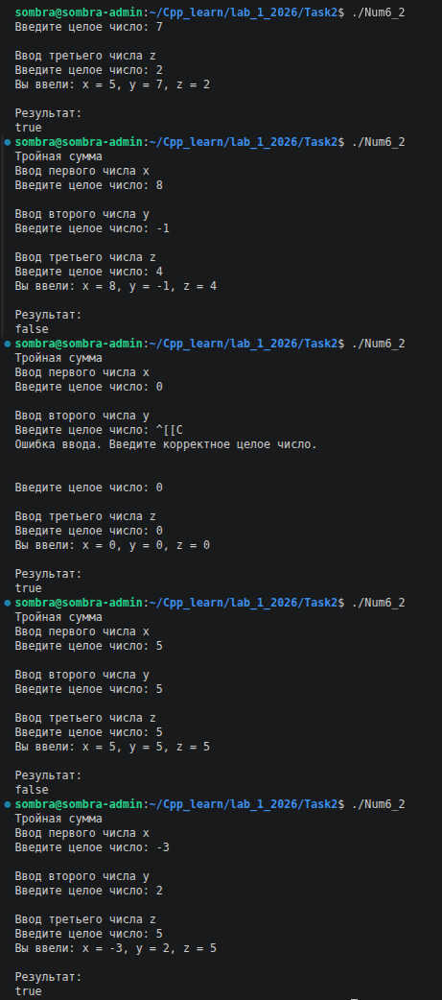 sombra@sombra-admin:~/Cpp_learn/lab_1_2026/Task2$ ./Num6_2
Введите целое число: 7
Ввод третьего числа z
Введите целое число: 2
Вы ввели: x = 5, y = 7, z = 2
Результат:
true
sombra@sombra-admin:~/Cpp_learn/lab_1_2026/Task2$ ./Num6_2
Тройная сумма
Ввод первого числа x
Введите целое число: 8
Ввод второго числа y
Введите целое число: -1
Ввод третьего числа z
Введите целое число: 4
Вы ввели: x = 8, y = -1, z = 4
Результат:
false
sombra@sombra-admin:~/Cpp_learn/lab_1_2026/Task2$ ./Num6_2
Тройная сумма
Ввод первого числа x
Введите целое число: 0
Ввод второго числа y
Введите целое число: ^[[C
Ошибка ввода. Введите корректное целое число.
Введите целое число: 0
Ввод третьего числа z
Введите целое число: 0
Вы ввели: x = 0, y = 0, z = 0
Результат:
true
sombra@sombra-admin:~/Cpp_learn/lab_1_2026/Task2$ ./Num6_2
Тройная сумма
Ввод первого числа x
Введите целое число: 5
Ввод второго числа y
Введите целое число: 5
Ввод третьего числа z
Введите целое число: 5
Вы ввели: x = 5, y = 5, z = 5
Результат:
false
sombra@sombra-admin:~/Cpp_learn/lab_1_2026/Task2$ ./Num6_2
Тройная сумма
Ввод первого числа x
Введите целое число: -3
Ввод второго числа y
Введите целое число: 2
Ввод третьего числа z
Введите целое число: 5
Вы ввели: x = -3, y = 2, z = 5
Результат:
true